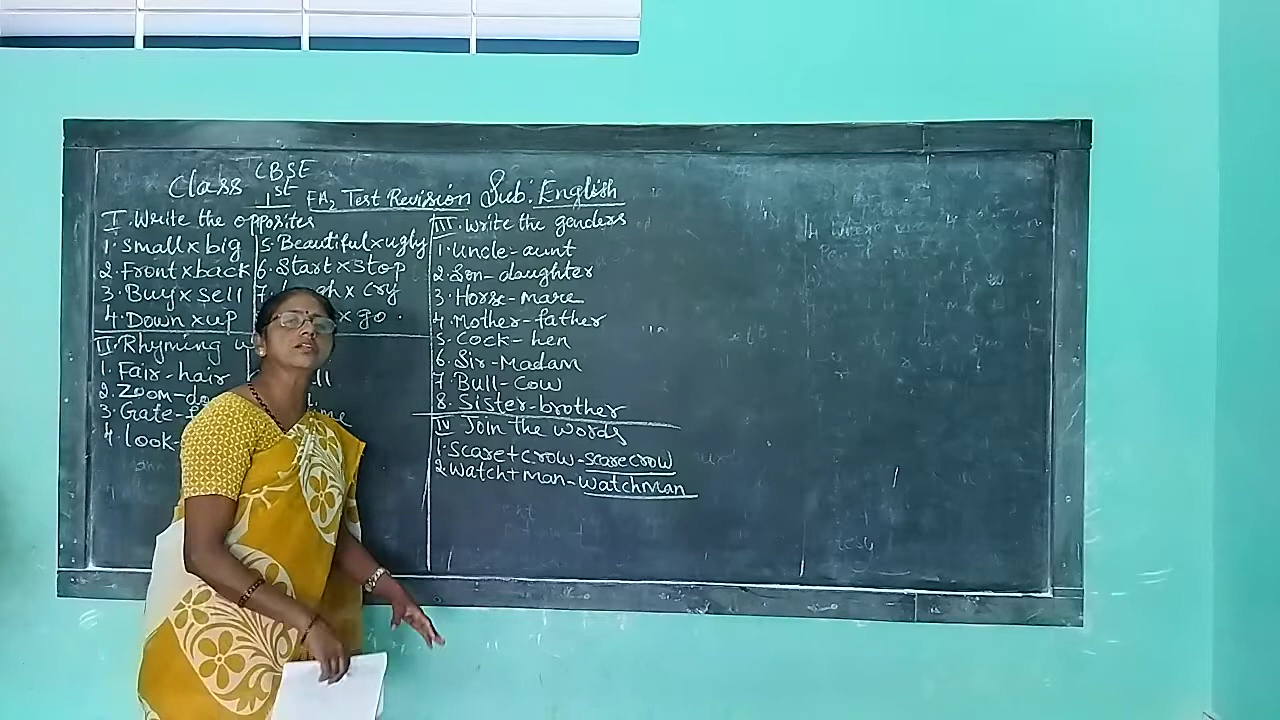 CBSE
Class 1st FA2 Test Revision Sub: English
I. Write the opposites
1. Small x big
2. Front x back
3. Buy x sell
4. Down x up
5. Beautiful x ugly
6. Start x stop
7. x cry
x go.
II. Rhyming
1. Fair - hair
2. Zoom -
3. Gate -
4. look -
III. Write the genders
1. Uncle - aunt
2. Son - daughter
3. Horse - mare
4. Mother - father
5. Cock - hen
6. Sir - Madam
7. Bull - Cow
8. Sister - brother
IV Join the words
1. Scare + crow - scarecrow
2. Watch + man - watchman